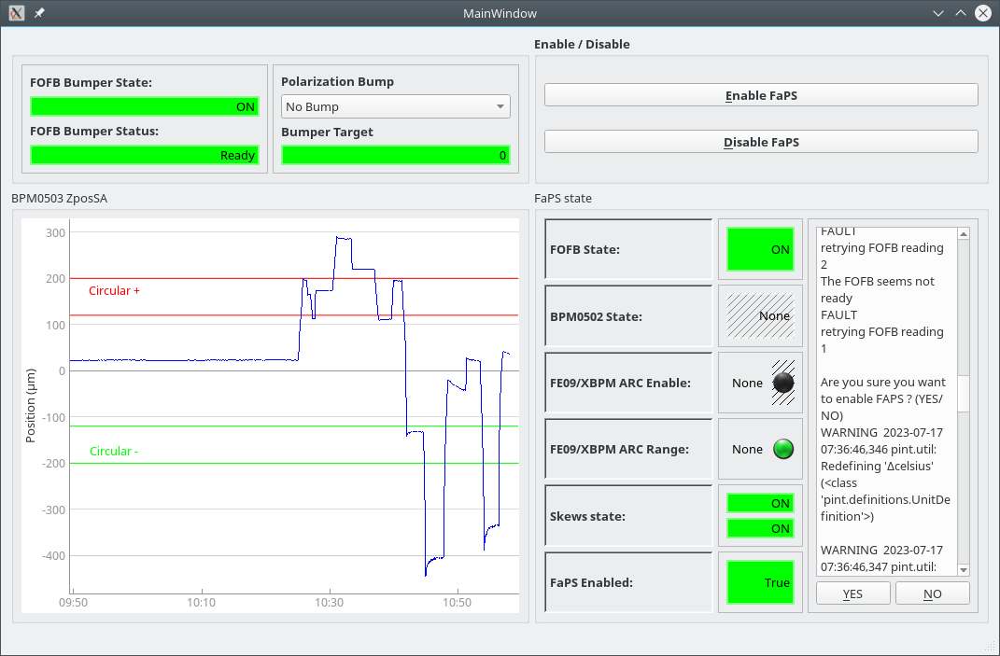 MainWindow
FOFB Bumper State:
ON
FOFB Bumper Status:
Ready
Polarization Bump
No Bump
Bumper Target
0
Enable / Disable
Enable FaPS
Disable FaPS
BPM0503 ZposSA
300
200
100
0
-100
-200
-300
-400
Position (µm)
Circular +
Circular -
09:50
10:10
10:30
10:50
FaPS state
FOFB State:
ON
BPM0502 State:
None
FE09/XBPM ARC Enable:
None
FE09/XBPM ARC Range:
None
Skews state:
ON
ON
FaPS Enabled:
True
FAULT
retrying FOFB reading
2
The FOFB seems not
ready
FAULT
retrying FOFB reading
1
Are you sure you want
to enable FAPS ? (YES/
NO)
WARNING 2023-07-17
07:36:46,346 pint.util:
Redefining 'Δcelsius'
(<class
'pint.definitions.UnitDe
finition'>)
WARNING 2023-07-17
07:36:46,347 pint.util:
YES
NO